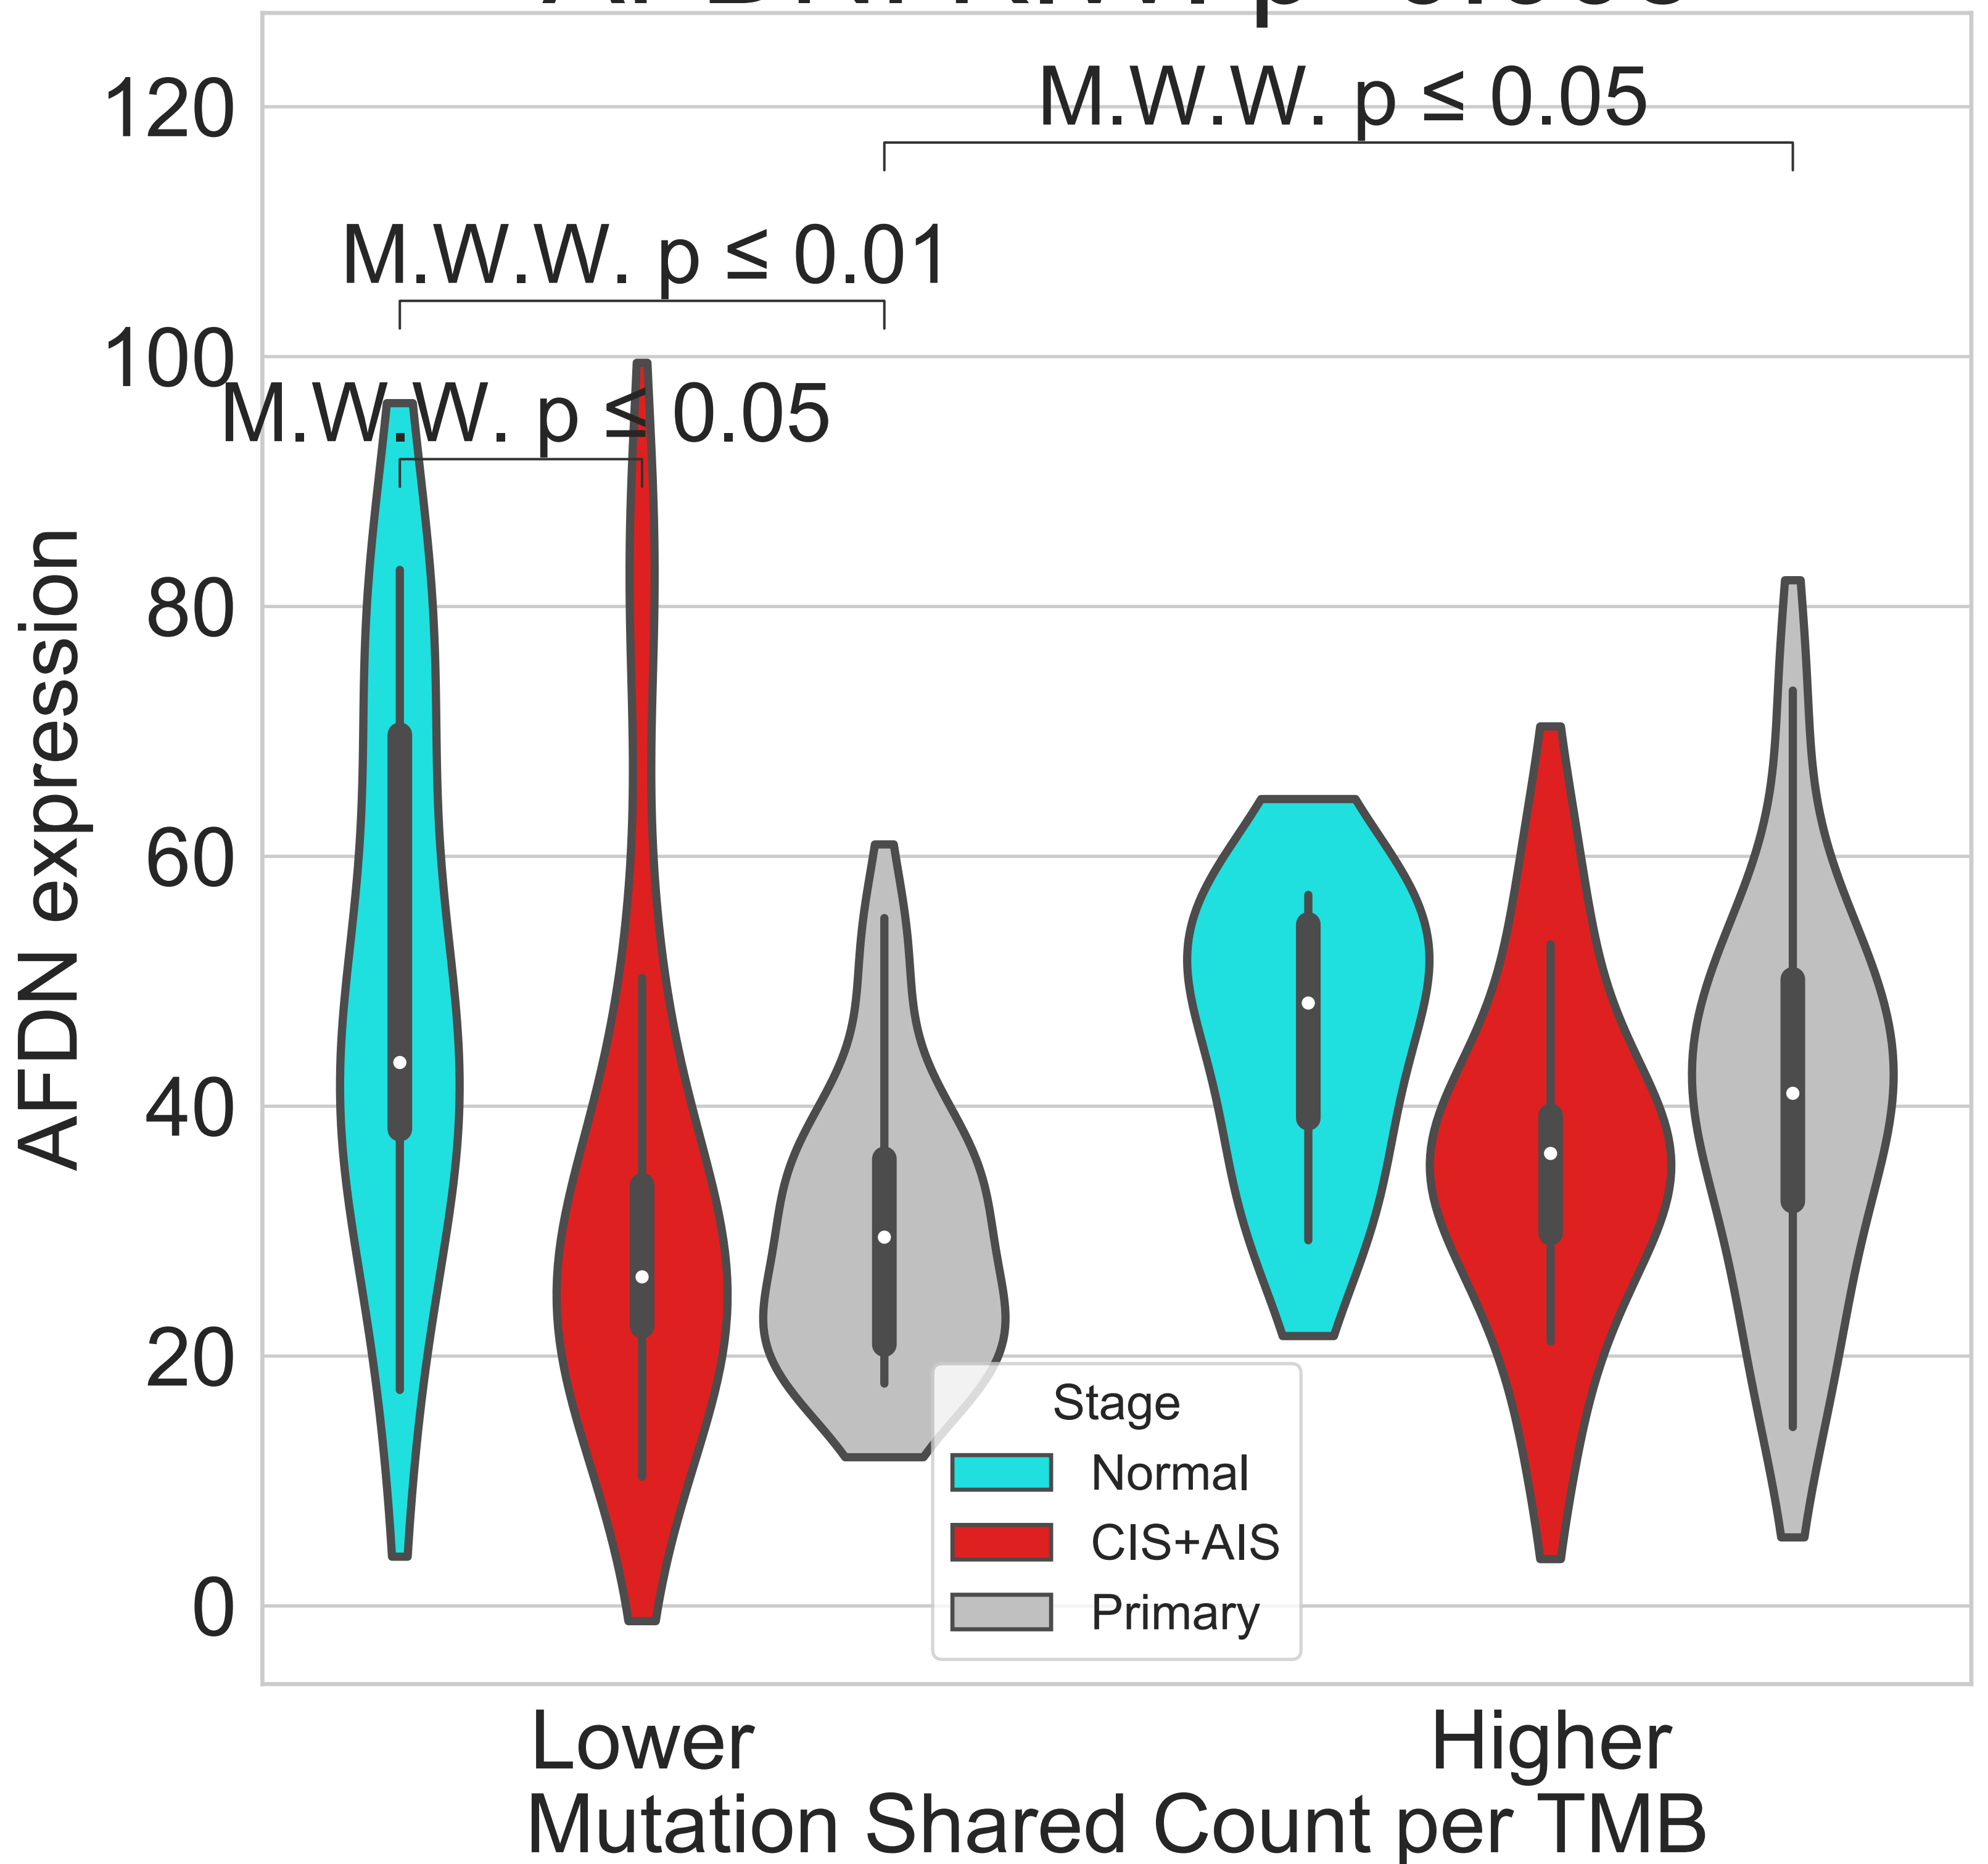 M.W.W. p ≤ 0.05
M.W.W. p ≤ 0.01
M.W.W. p ≤ 0.05
120
100
80
60
40
20
0
AFDN expression
Stage
Normal
CIS+AIS
Primary
Lower
Higher
Mutation Shared Count per TMB